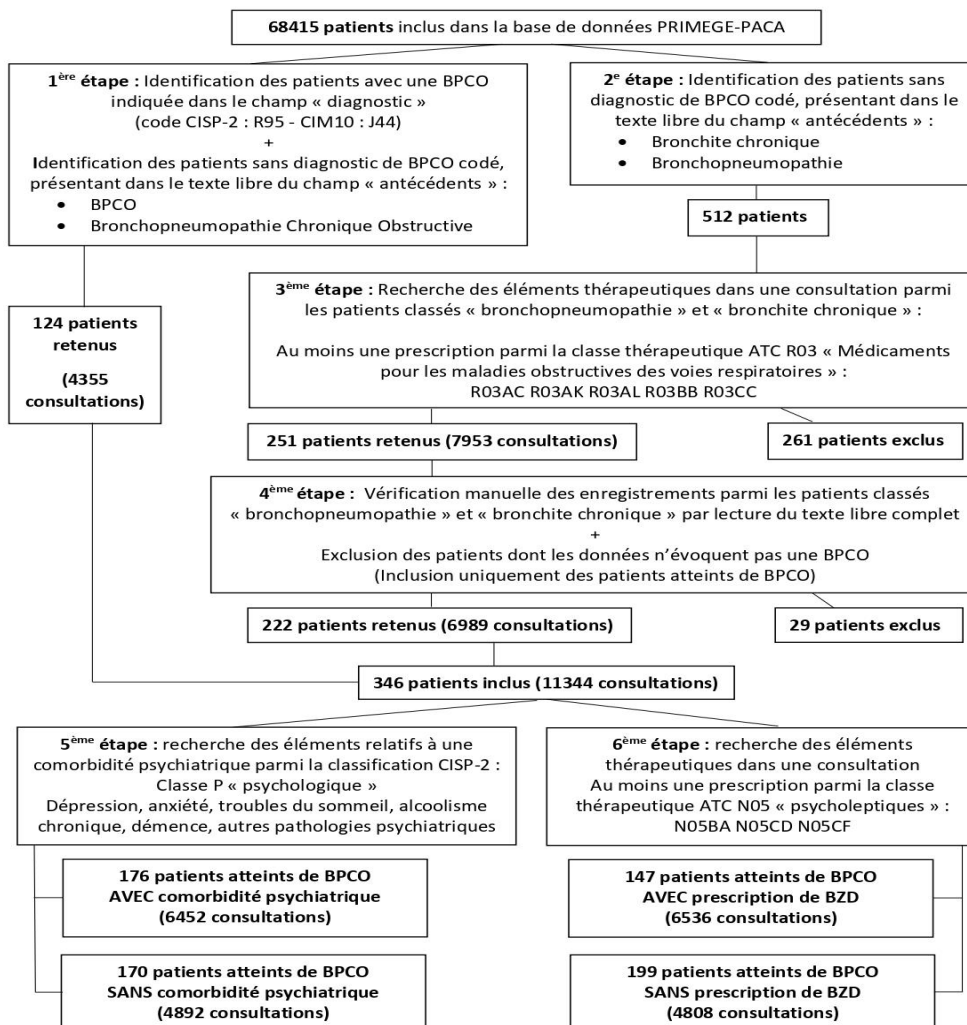 68415 patients inclus dans la base de données PRIMEGE-PACA
1ère étape : Identification des patients avec une BPCO
indiquée dans le champ « diagnostic »
(code CISP-2 : R95 - CIM10 : J44)
+
Identification des patients sans diagnostic de BPCO codé,
présentant dans le texte libre du champ « antécédents » :
• BPCO
• Bronchopneumopathie Chronique Obstructive
2e étape : Identification des patients sans
diagnostic de BPCO codé, présentant dans le
texte libre du champ « antécédents » :
• Bronchite chronique
• Bronchopneumopathie
512 patients
3ème étape : Recherche des éléments thérapeutiques dans une consultation parmi
les patients classés « bronchopneumopathie » et « bronchite chronique » :
Au moins une prescription parmi la classe thérapeutique ATC R03 « Médicaments
pour les maladies obstructives des voies respiratoires » :
R03AC R03AK R03AL R03BB R03CC
124 patients
retenus
(4355
consultations)
251 patients retenus (7953 consultations)
261 patients exclus
4ème étape : Vérification manuelle des enregistrements parmi les patients classés
« bronchopneumopathie » et « bronchite chronique » par lecture du texte libre complet
+
Exclusion des patients dont les données n'évoquent pas une BPCO
(Inclusion uniquement des patients atteints de BPCO)
222 patients retenus (6989 consultations)
29 patients exclus
346 patients inclus (11344 consultations)
5ème étape : recherche des éléments relatifs à une
comorbidité psychiatrique parmi la classification CISP-2 :
Classe P « psychologique »
Dépression, anxiété, troubles du sommeil, alcoolisme
chronique, démence, autres pathologies psychiatriques
6ème étape : recherche des éléments
thérapeutiques dans une consultation
Au moins une prescription parmi la classe
thérapeutique ATC N05 « psycholeptiques » :
N05BA N05CD N05CF
176 patients atteints de BPCO
AVEC comorbidité psychiatrique
(6452 consultations)
147 patients atteints de BPCO
AVEC prescription de BZD
(6536 consultations)
170 patients atteints de BPCO
SANS comorbidité psychiatrique
(4892 consultations)
199 patients atteints de BPCO
SANS prescription de BZD
(4808 consultations)